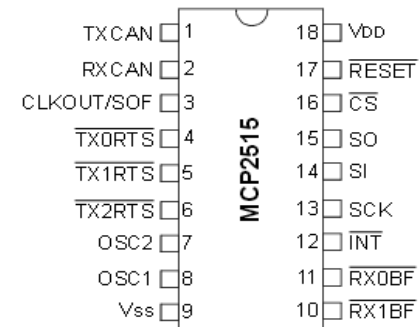 TXCAN 1 18 VDD
RXCAN 2 17 RESET
CLKOUT/SOF 3 16 CS
TX0RTS 4 15 SO
TX1RTS 5 14 SI
TX2RTS 6 13 SCK
OSC2 7 12 INT
OSC1 8 11 RX0BF
Vss 9 10 RX1BF
MCP2515